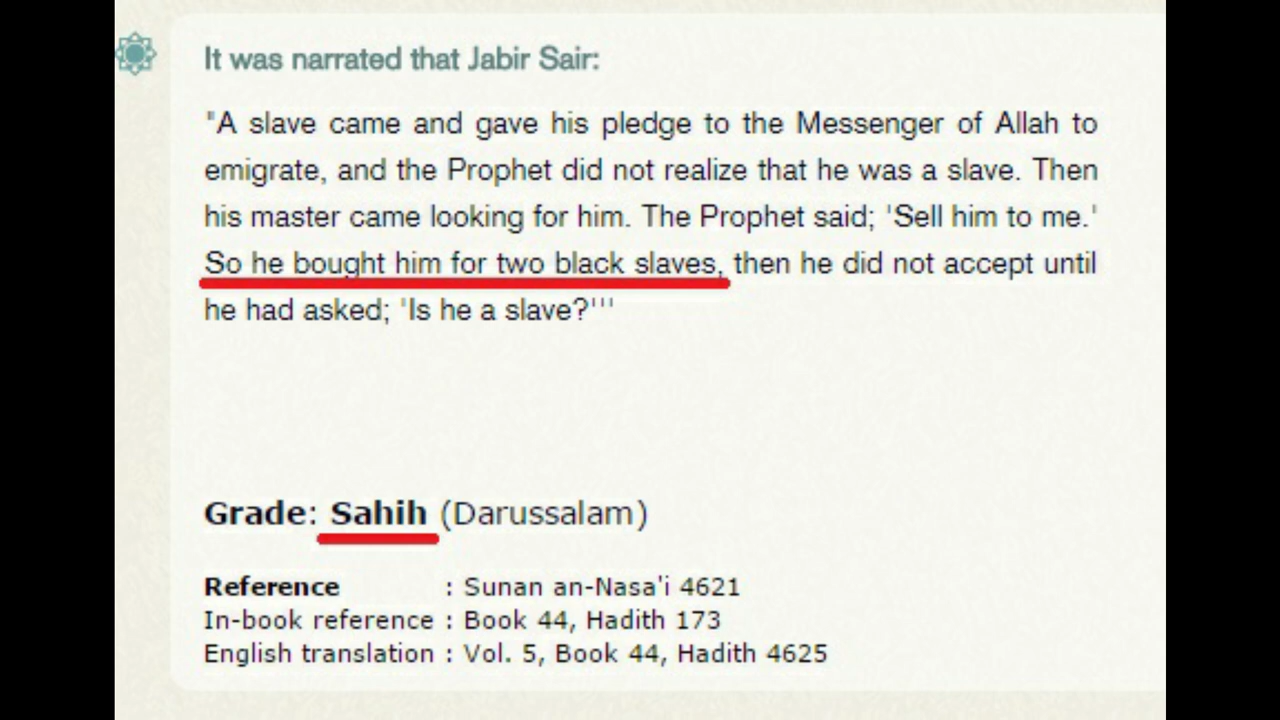 It was narrated that Jabir Sair:
"A slave came and gave his pledge to the Messenger of Allah to
emigrate, and the Prophet did not realize that he was a slave. Then
his master came looking for him. The Prophet said; 'Sell him to me.'
So he bought him for two black slaves, then he did not accept until
he had asked; 'Is he a slave?'''
Grade: Sahih (Darussalam)
Reference : Sunan an-Nasa'i 4621
In-book reference : Book 44, Hadith 173
English translation : Vol. 5, Book 44, Hadith 4625